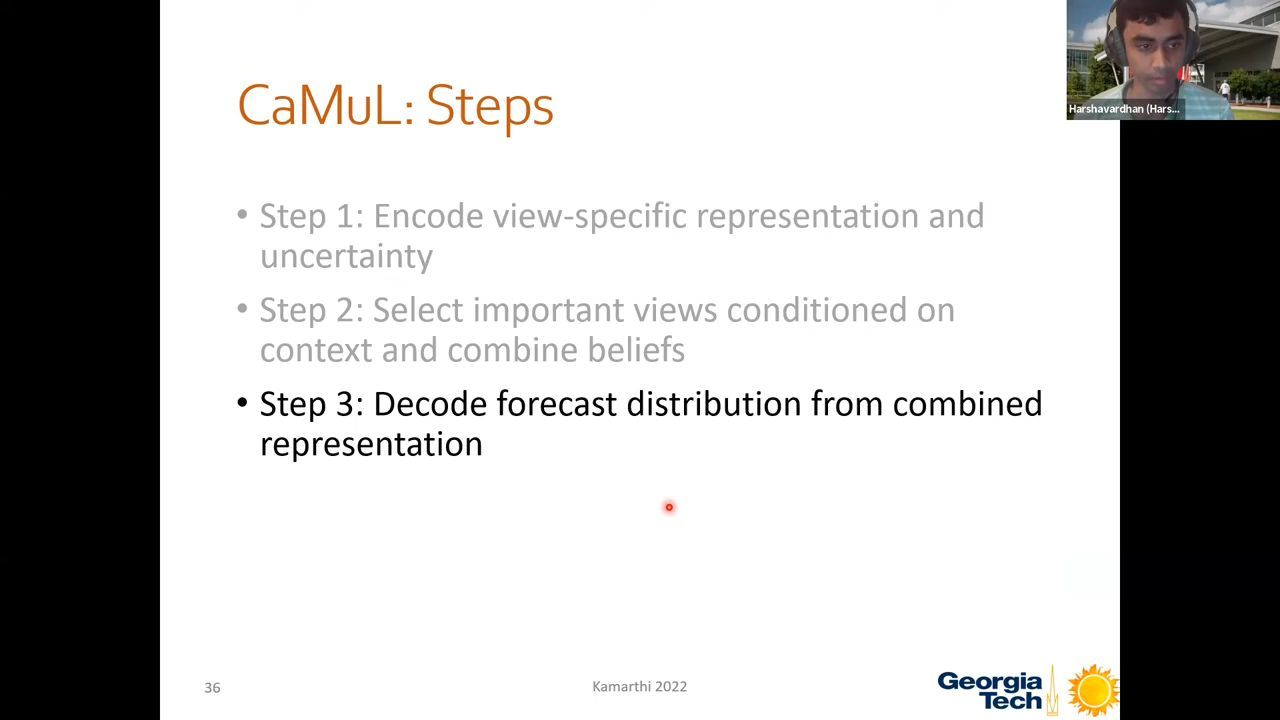 Harshavardhan (Hars...
CaMuL: Steps
• Step 1: Encode view-specific representation and
uncertainty
• Step 2: Select important views conditioned on
context and combine beliefs
• Step 3: Decode forecast distribution from combined
representation
36
Kamarthi 2022
Georgia
Tech